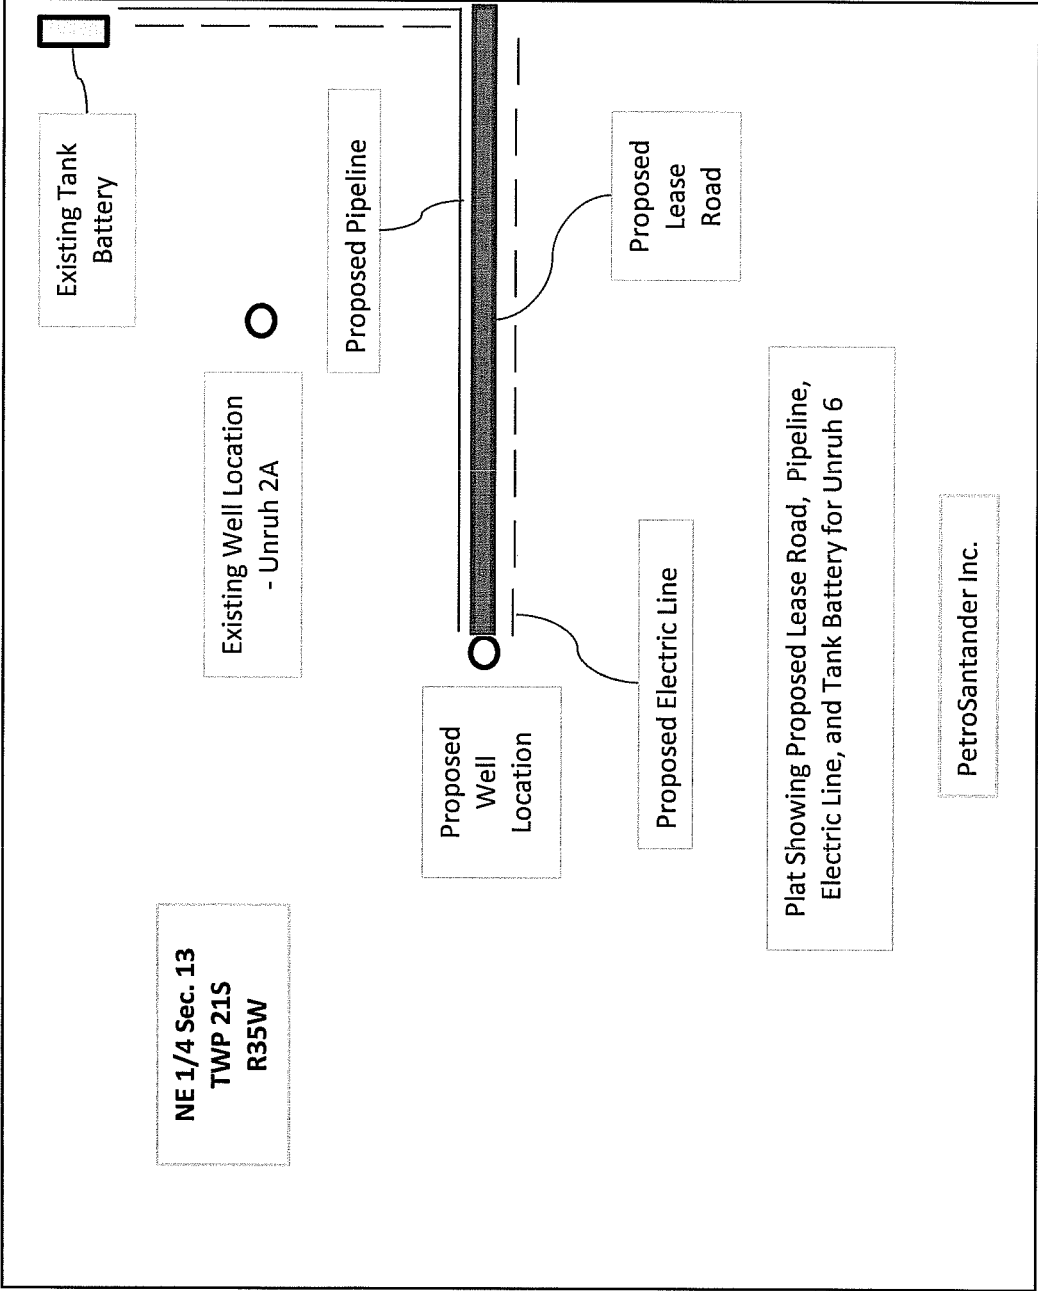 NE 1/4 Sec. 13
TWP 21S
R35W
Existing Tank
Battery
Existing Well Location
- Unruh 2A
Proposed Pipeline
Proposed
Well
Location
Proposed
Lease
Road
Proposed Electric Line
Plat Showing Proposed Lease Road, Pipeline,
Electric Line, and Tank Battery for Unruh 6
PetroSantander Inc.